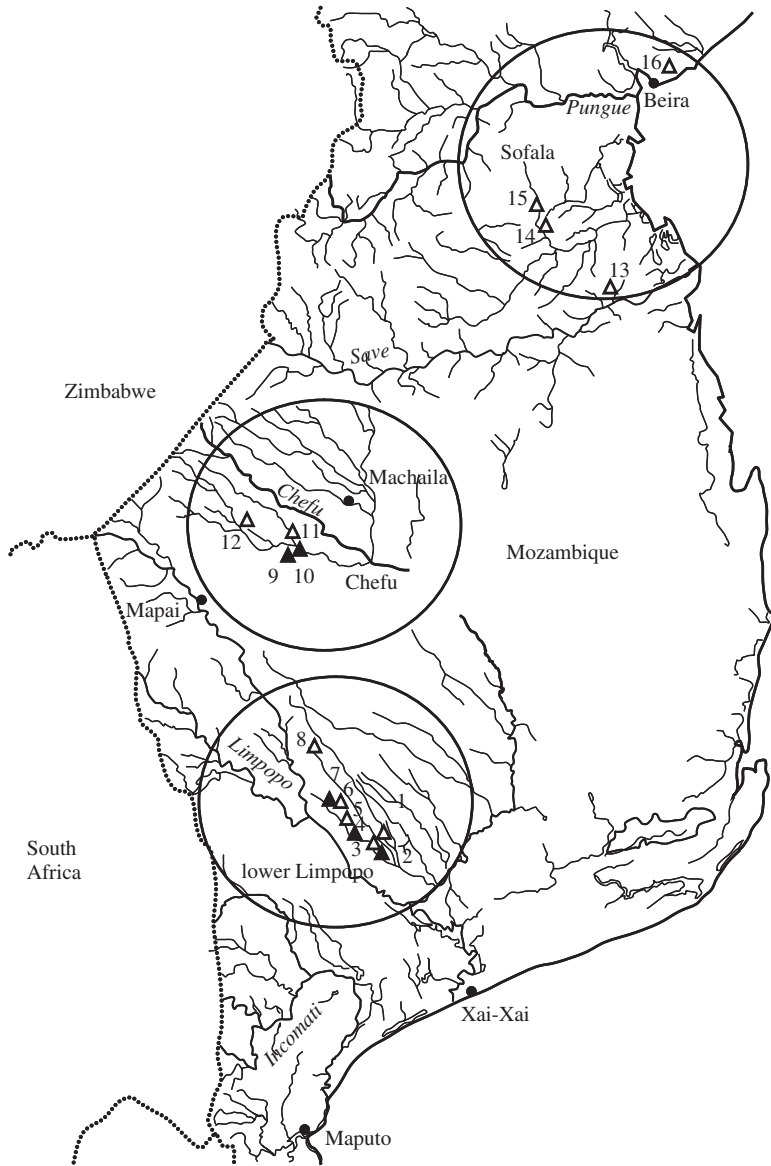 16
Beira
Pungue
Sofala
15
14
13
Save
Zimbabwe
Machaila
Chefu
11
12
9 10
Chefu
Mozambique
Mapai
Limpopo
8
7
6
1
5
4
3
2
South
Africa
lower Limpopo
Xai-Xai
Incomati
Maputo